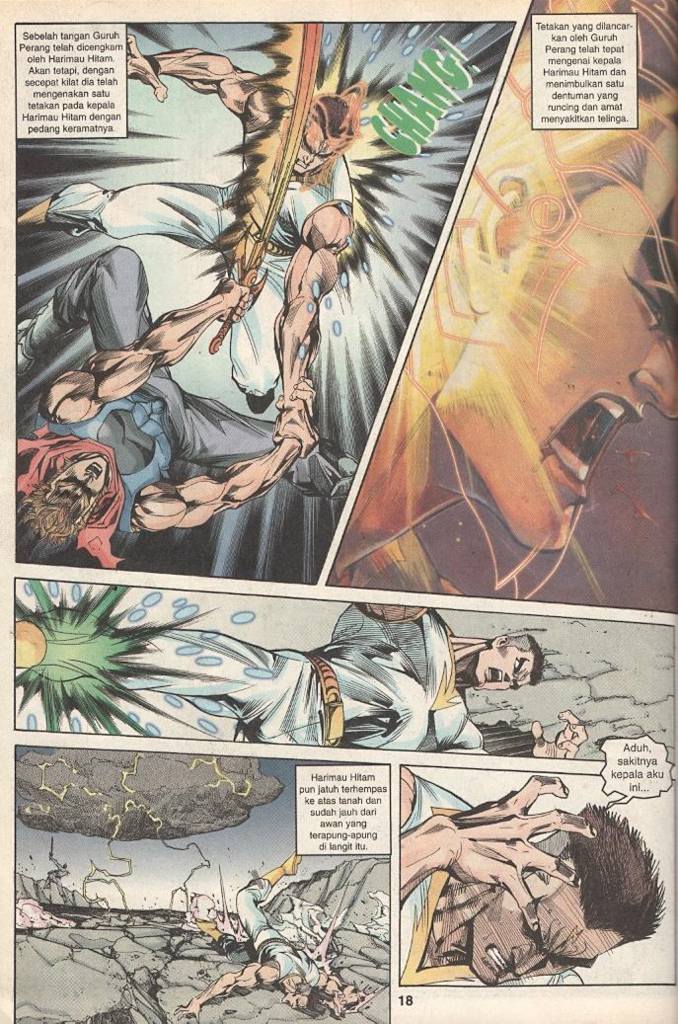 Sebelah tangan Guruh
Perang telah dicengkam
oleh Harimau Hitam.
Akan tetapi, dengan
secepat kilat dia telah
mengenakan satu
tetakan pada kepala
Harimau Hitam dengan
pedang keramatnya.
CHANG!
Tetakan yang dilancar-
kan oleh Guruh
Perang telah tepat
mengenai kepala
Harimau Hitam dan
menimbulkan satu
dentuman yang
runcing dan amat
menyakitkan telinga.
Harimau Hitam
pun jatuh terhempas
ke atas tanah dan
sudah jauh dari
awan yang
terapung-apung
di langit itu.
Aduh,
sakitnya
kepala aku
ini...
18